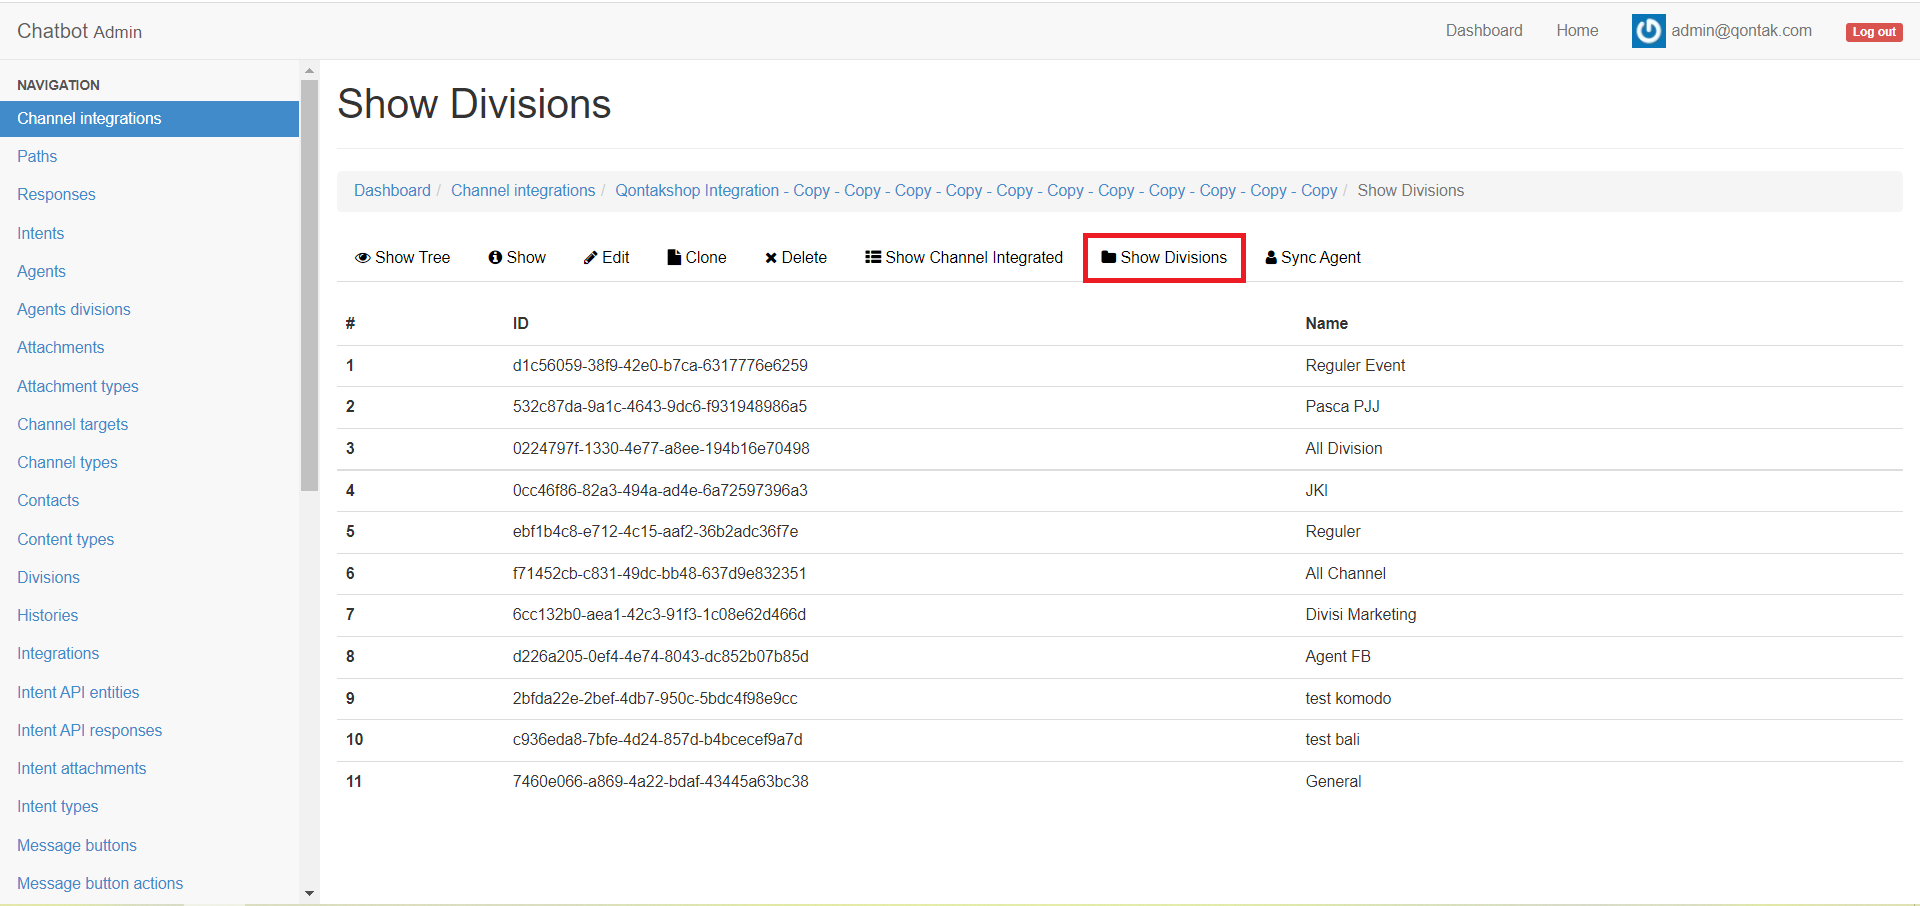 Chatbot Admin
Dashboard
Home
admin@qontak.com
Log out
NAVIGATION
Channel integrations
Paths
Responses
Intents
Agents
Agents divisions
Attachments
Attachment types
Channel targets
Channel types
Contacts
Content types
Divisions
Histories
Integrations
Intent API entities
Intent API responses
Intent attachments
Intent types
Message buttons
Message button actions
Show Divisions
Dashboard / Channel integrations / Qontakshop Integration - Copy - Copy - Copy - Copy - Copy - Copy - Copy - Copy - Copy - Copy - Copy / Show Divisions
Show Tree Show Edit Clone Delete Show Channel Integrated Show Divisions Sync Agent
# ID Name
1 d1c56059-38f9-42e0-b7ca-6317776e6259 Reguler Event
2 532c87da-9a1c-4643-9dc6-f931948986a5 Pasca PJJ
3 0224797f-1330-4e77-a8ee-194b16e70498 All Division
4 0cc46f86-82a3-494a-ad4e-6a72597396a3 JKI
5 ebf1b4c8-e712-4c15-aaf2-36b2adc36f7e Reguler
6 f71452cb-c831-49dc-bb48-637d9e832351 All Channel
7 6cc132b0-aea1-42c3-91f3-1c08e62d466d Divisi Marketing
8 d226a205-0ef4-4e74-8043-dc852b07b85d Agent FB
9 2bfda22e-2bef-4db7-950c-5bdc4f98e9cc test komodo
10 c936eda8-7bfe-4d24-857d-b4bcecef9a7d test bali
11 7460e066-a869-4a22-bdaf-43445a63bc38 General